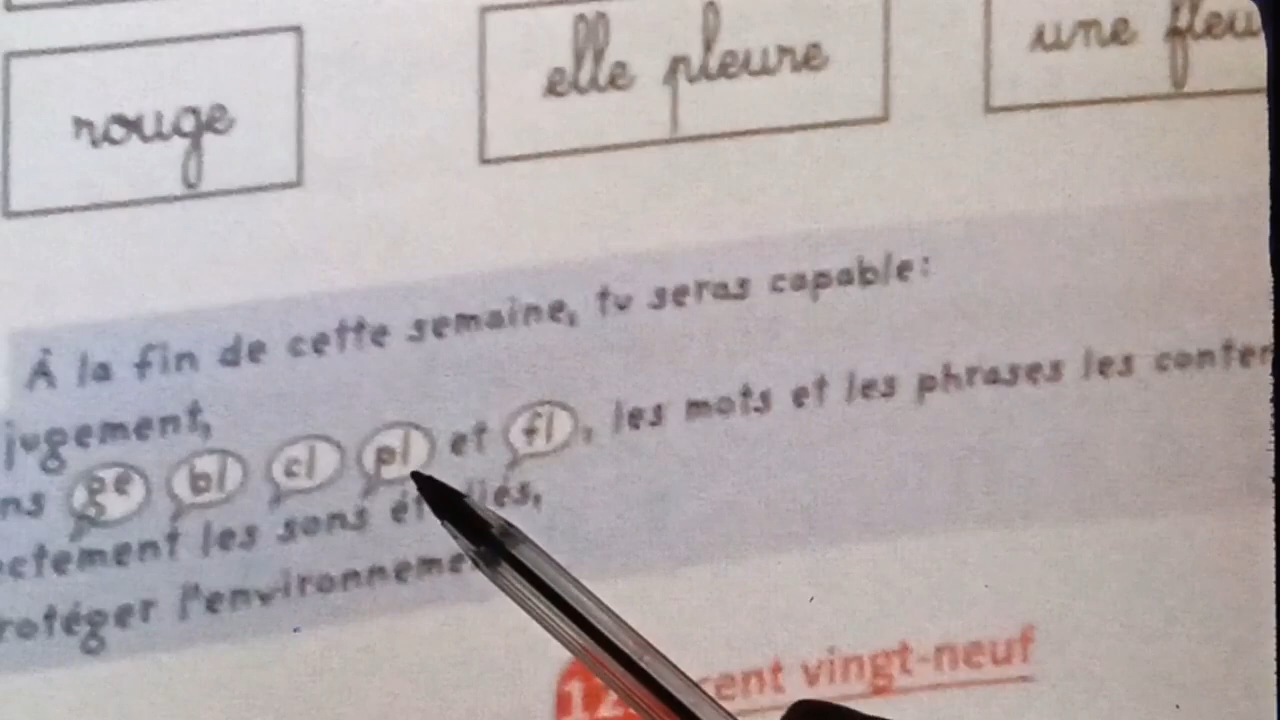 rouge
elle pleure
une fleu
À la fin de cette semaine, tu seras capable:
jugement,
ns ge bl cl pl et fl, les mots et les phrases les conten
ctement les sons étudiés,
rotéger l'environneme
cent vingt-neuf